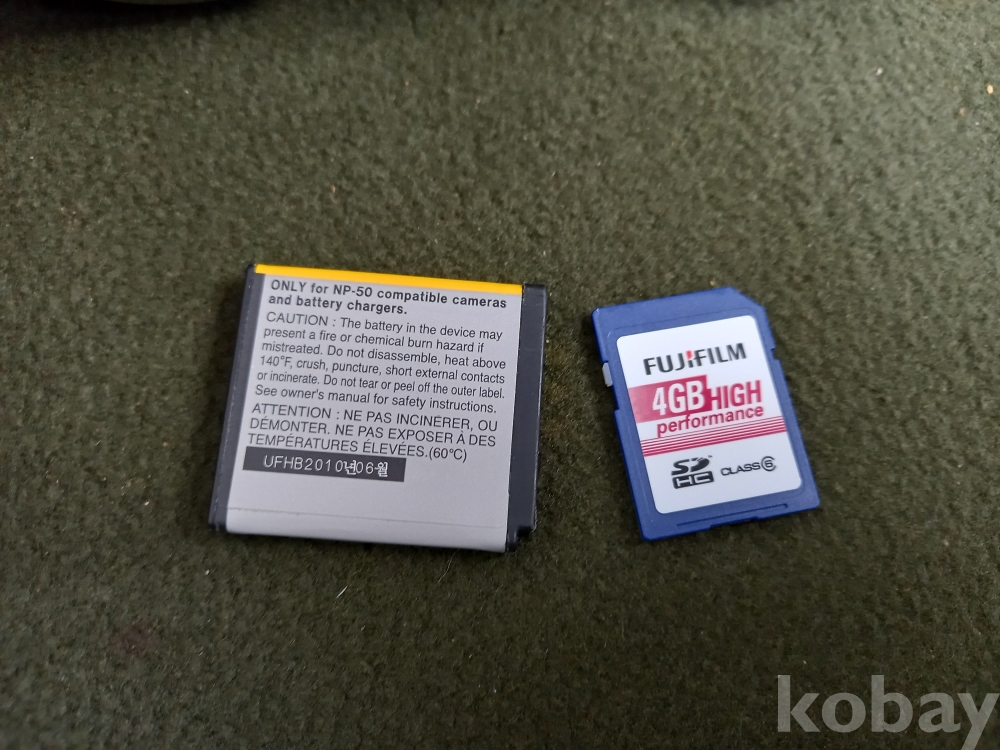 ONLY for NP-50 compatible cameras
and battery chargers.
CAUTION : The battery in the device may
present a fire or chemical burn hazard if
mistreated. Do not disassemble, heat above
140°F, crush, puncture, short external contacts
or incinerate. Do not tear or peel off the outer label.
See owner's manual for safety instructions.
ATTENTION : NE PAS INCINÉRER, OU
DÉMONTER. NE PAS EXPOSER À DES
TEMPÉRATURES ÉLEVÉES.(60℃)
UFHB2010년06월
FUJIFILM
4GB HIGH
performance
SD
HC
CLASS 6
kobay